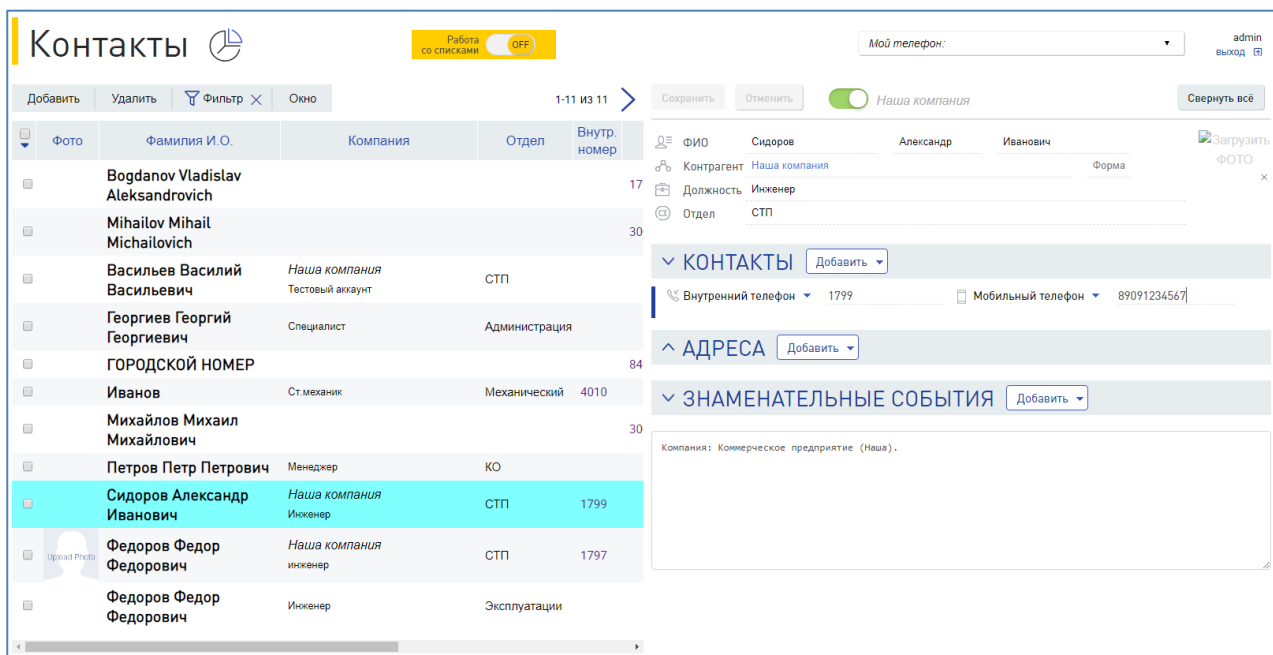 Контакты
Работа
со списками
OFF
Мой телефон:
admin
выход
Добавить Удалить Фильтр Окно 1-11 из 11
Сохранить Отменить Наша компания Свернуть всё
Фото Фамилия И.О. Компания Отдел Внутр.
номер
Bogdanov Vladislav
Aleksandrovich
17
Mihailov Mihail
Michailovich
30
Васильев Василий
Васильевич
Наша компания
Тестовый аккаунт
СТП
Георгиев Георгий
Георгиевич
Специалист
Администрация
ГОРОДСКОЙ НОМЕР 84
Иванов Ст.механик Механический 4010
Михайлов Михаил
Михайлович
30
Петров Петр Петрович Менеджер КО
Сидоров Александр
Иванович
Наша компания
Инженер
СТП
1799
Upload Photo
Федоров Федор
Федорович
Наша компания
инженер
СТП
1797
Федоров Федор
Федорович
Инженер
Эксплуатации
ФИО Сидоров Александр Иванович
Контрагент Наша компания Форма
Должность Инженер
Отдел СТП
Загрузить
ФОТО
КОНТАКТЫ Добавить
Внутренний телефон 1799 Мобильный телефон 89091234567
АДРЕСА Добавить
ЗНАМЕНАТЕЛЬНЫЕ СОБЫТИЯ Добавить
Компания: Коммерческое предприятие (Наша).